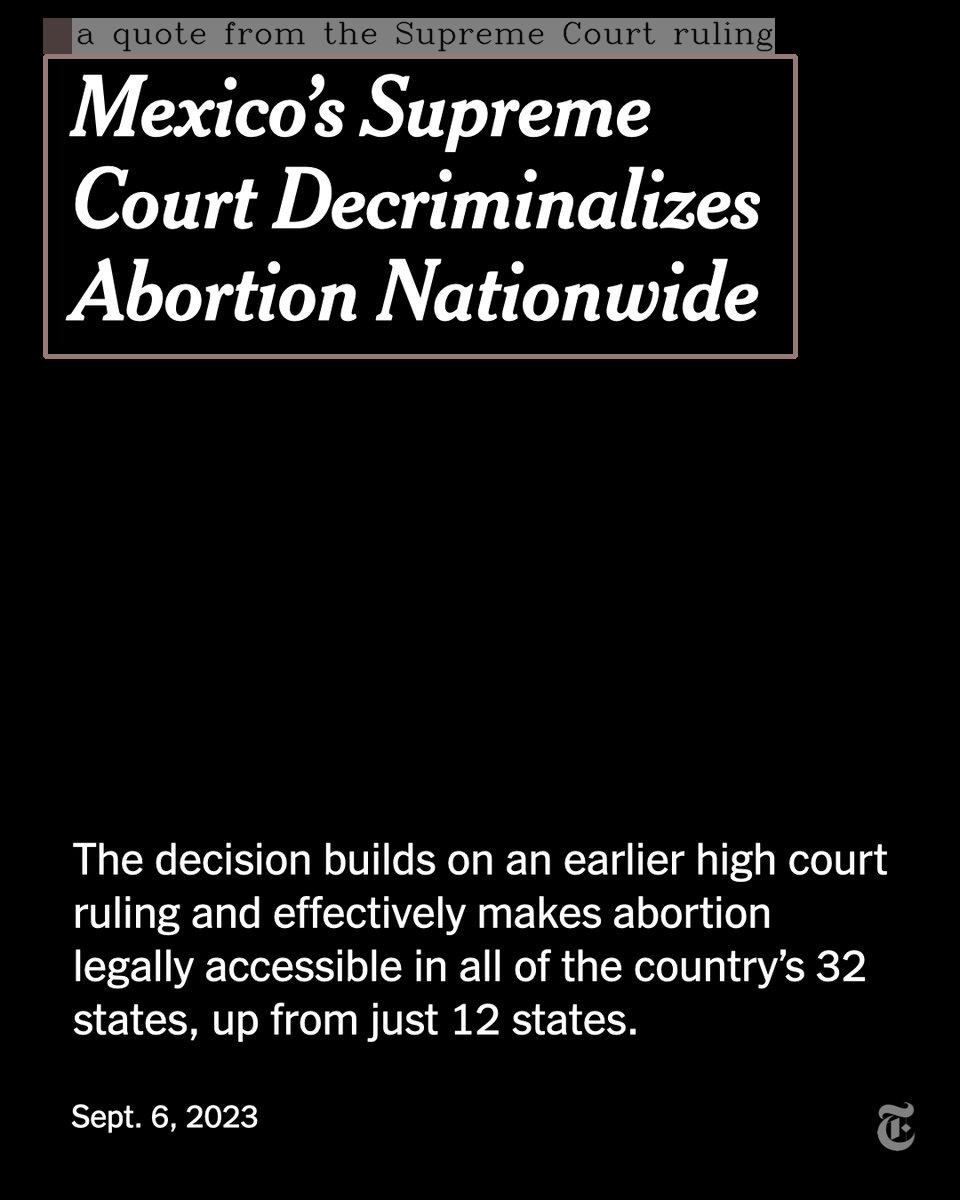 a quote from the Supreme Court ruling
Mexico’s Supreme
Court Decriminalizes
Abortion Nationwide
The decision builds on an earlier high court
ruling and effectively makes abortion
legally accessible in all of the country’s 32
states, up from just 12 states.
Sept. 6, 2023
T